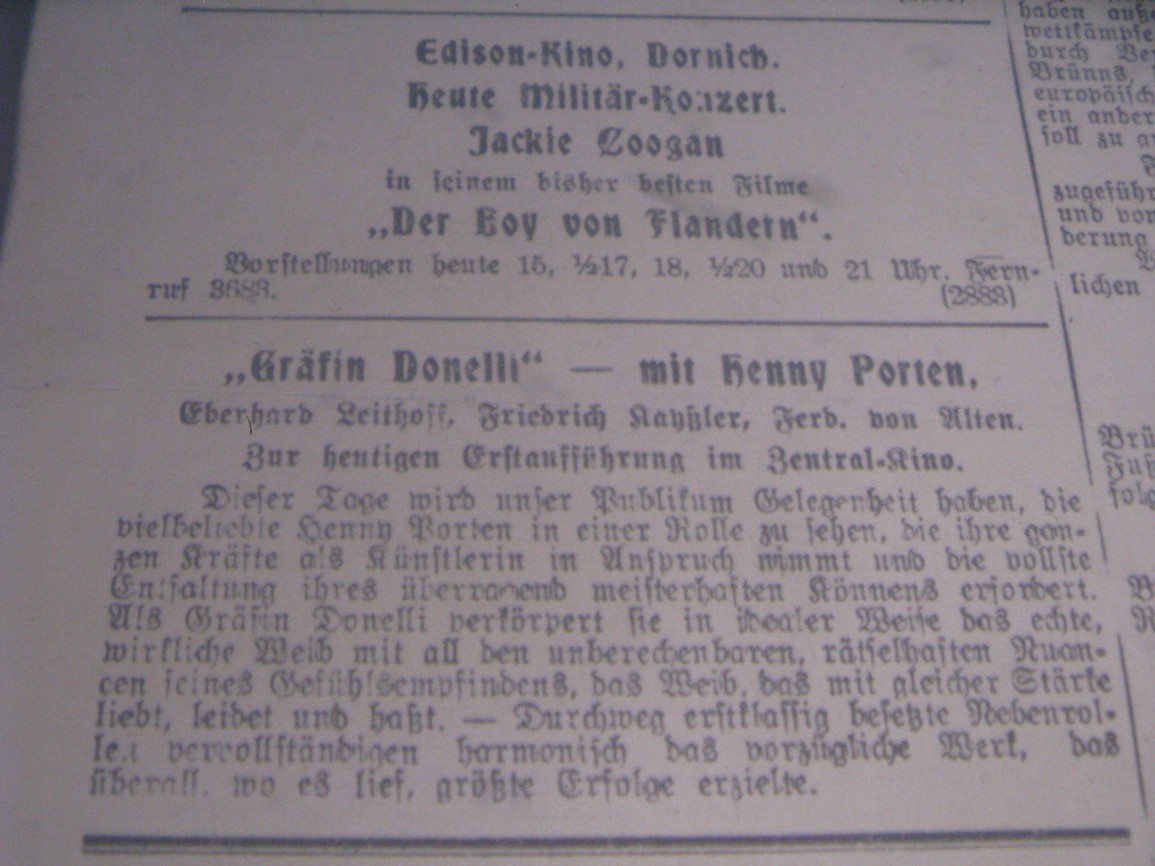 Edison-Kino, Dornich.
Heute Militär-Konzert.
Jackie Coogan
in seinem bisher besten Filme
„Der Boy von Flandern“.
Vorstellungen heute 15, ½17, 18, ½20 und 21 Uhr. Fern-
ruf 3683. (2883)
„Gräfin Donelli“ — mit Henny Porten,
Eberhard Leithoff, Friedrich Kayßler, Ferd. von Alten.
Zur heutigen Erstaufführung im Zentral-Kino.
Dieser Tage wird unser Publikum Gelegenheit haben, die
vielbeliebte Henny Porten in einer Rolle zu sehen, die ihre gan-
zen Kräfte als Künstlerin in Anspruch nimmt und die vollste
Entfaltung ihres überragend meisterhaften Könnens erfordert.
Als Gräfin Donelli verkörpert sie in idealer Weise das echte,
wirkliche Weib mit all den unberechenbaren, rätselhaften Nuan-
cen seines Gefühlsempfindens, das Weib, das mit gleicher Stärke
liebt, leidet und haßt. — Durchweg erstklassig besetzte Nebenrol-
len vervollständigen harmonisch das vorzügliche Werk, das
überall, wo es lief, größte Erfolge erzielte.
haben
wettkämpfe
durch
Brünns,
europäisch
ein ander
soll zu
zugeführ
und von
derung
lichen
Brü
Fuß
folg